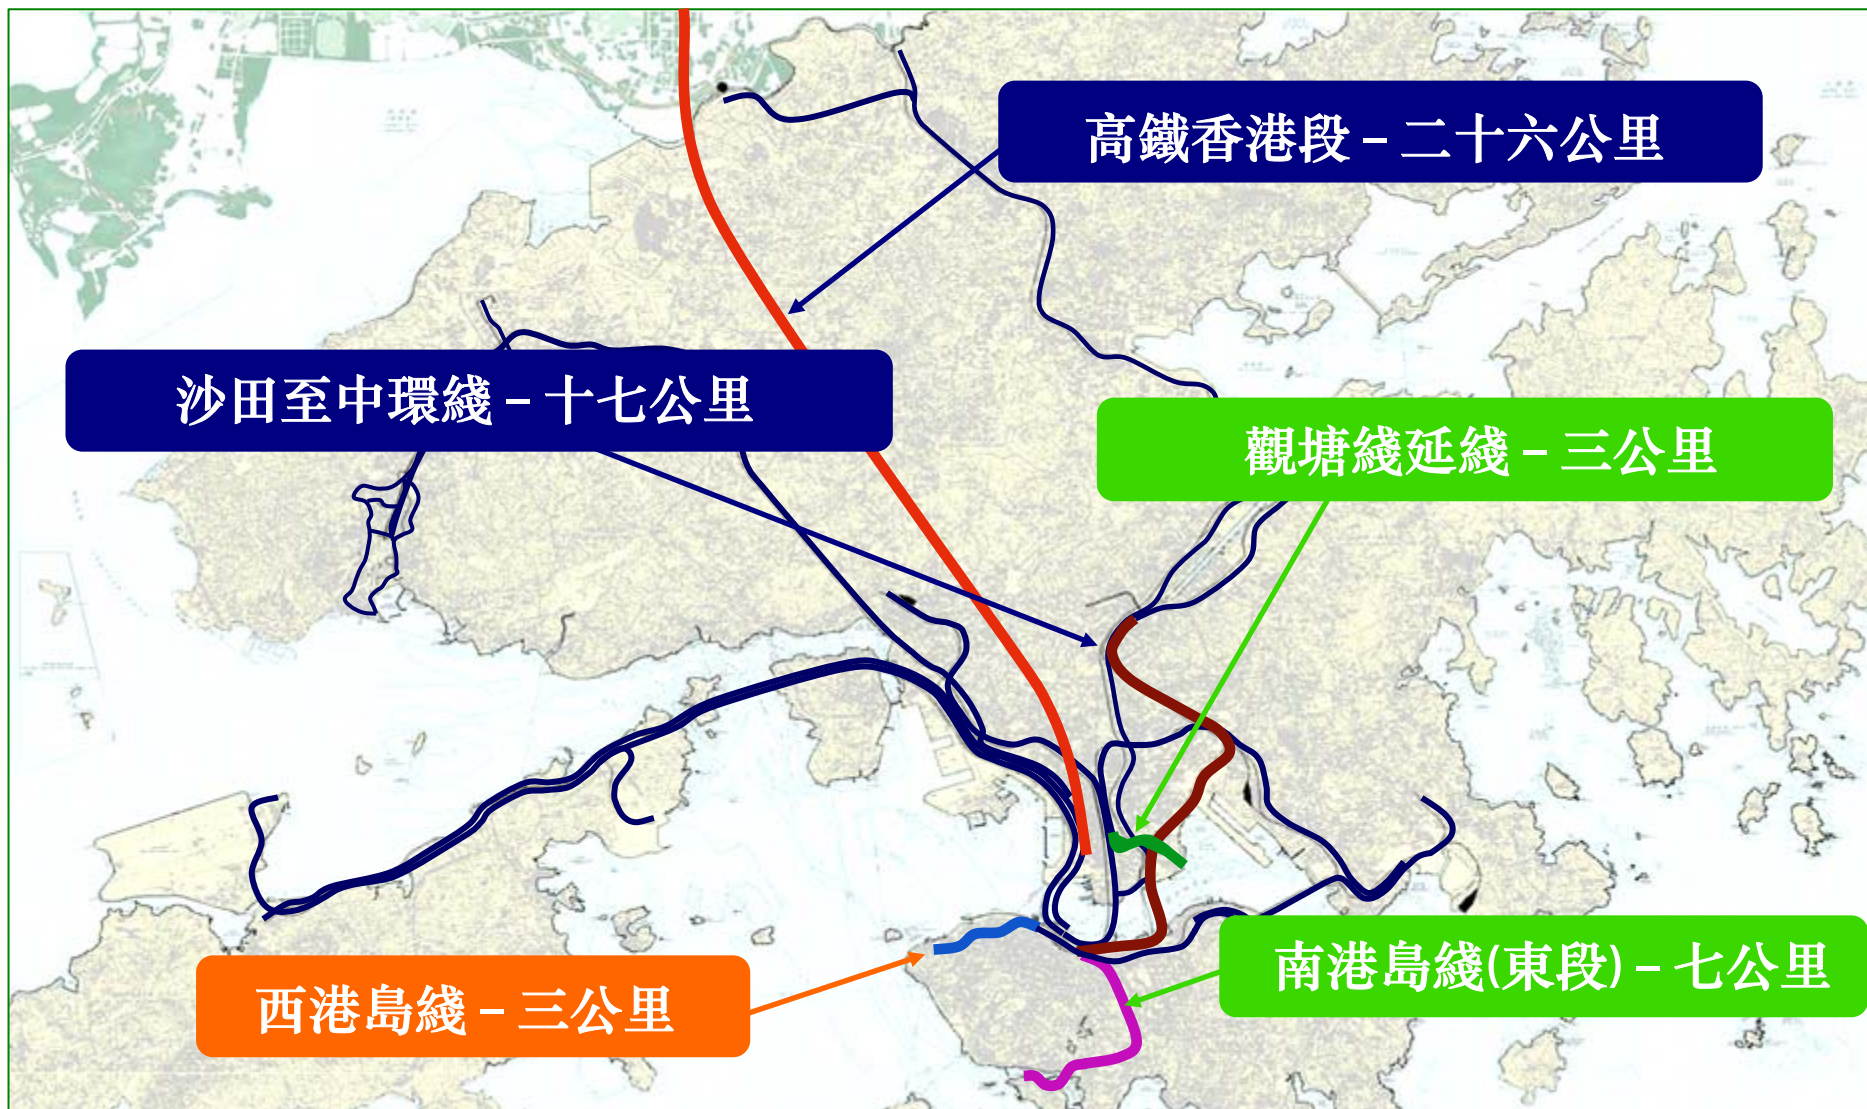 高鐵香港段 – 二十六公里
沙田至中環綫 – 十七公里
觀塘綫延綫 – 三公里
南港島綫(東段) – 七公里
西港島綫 – 三公里